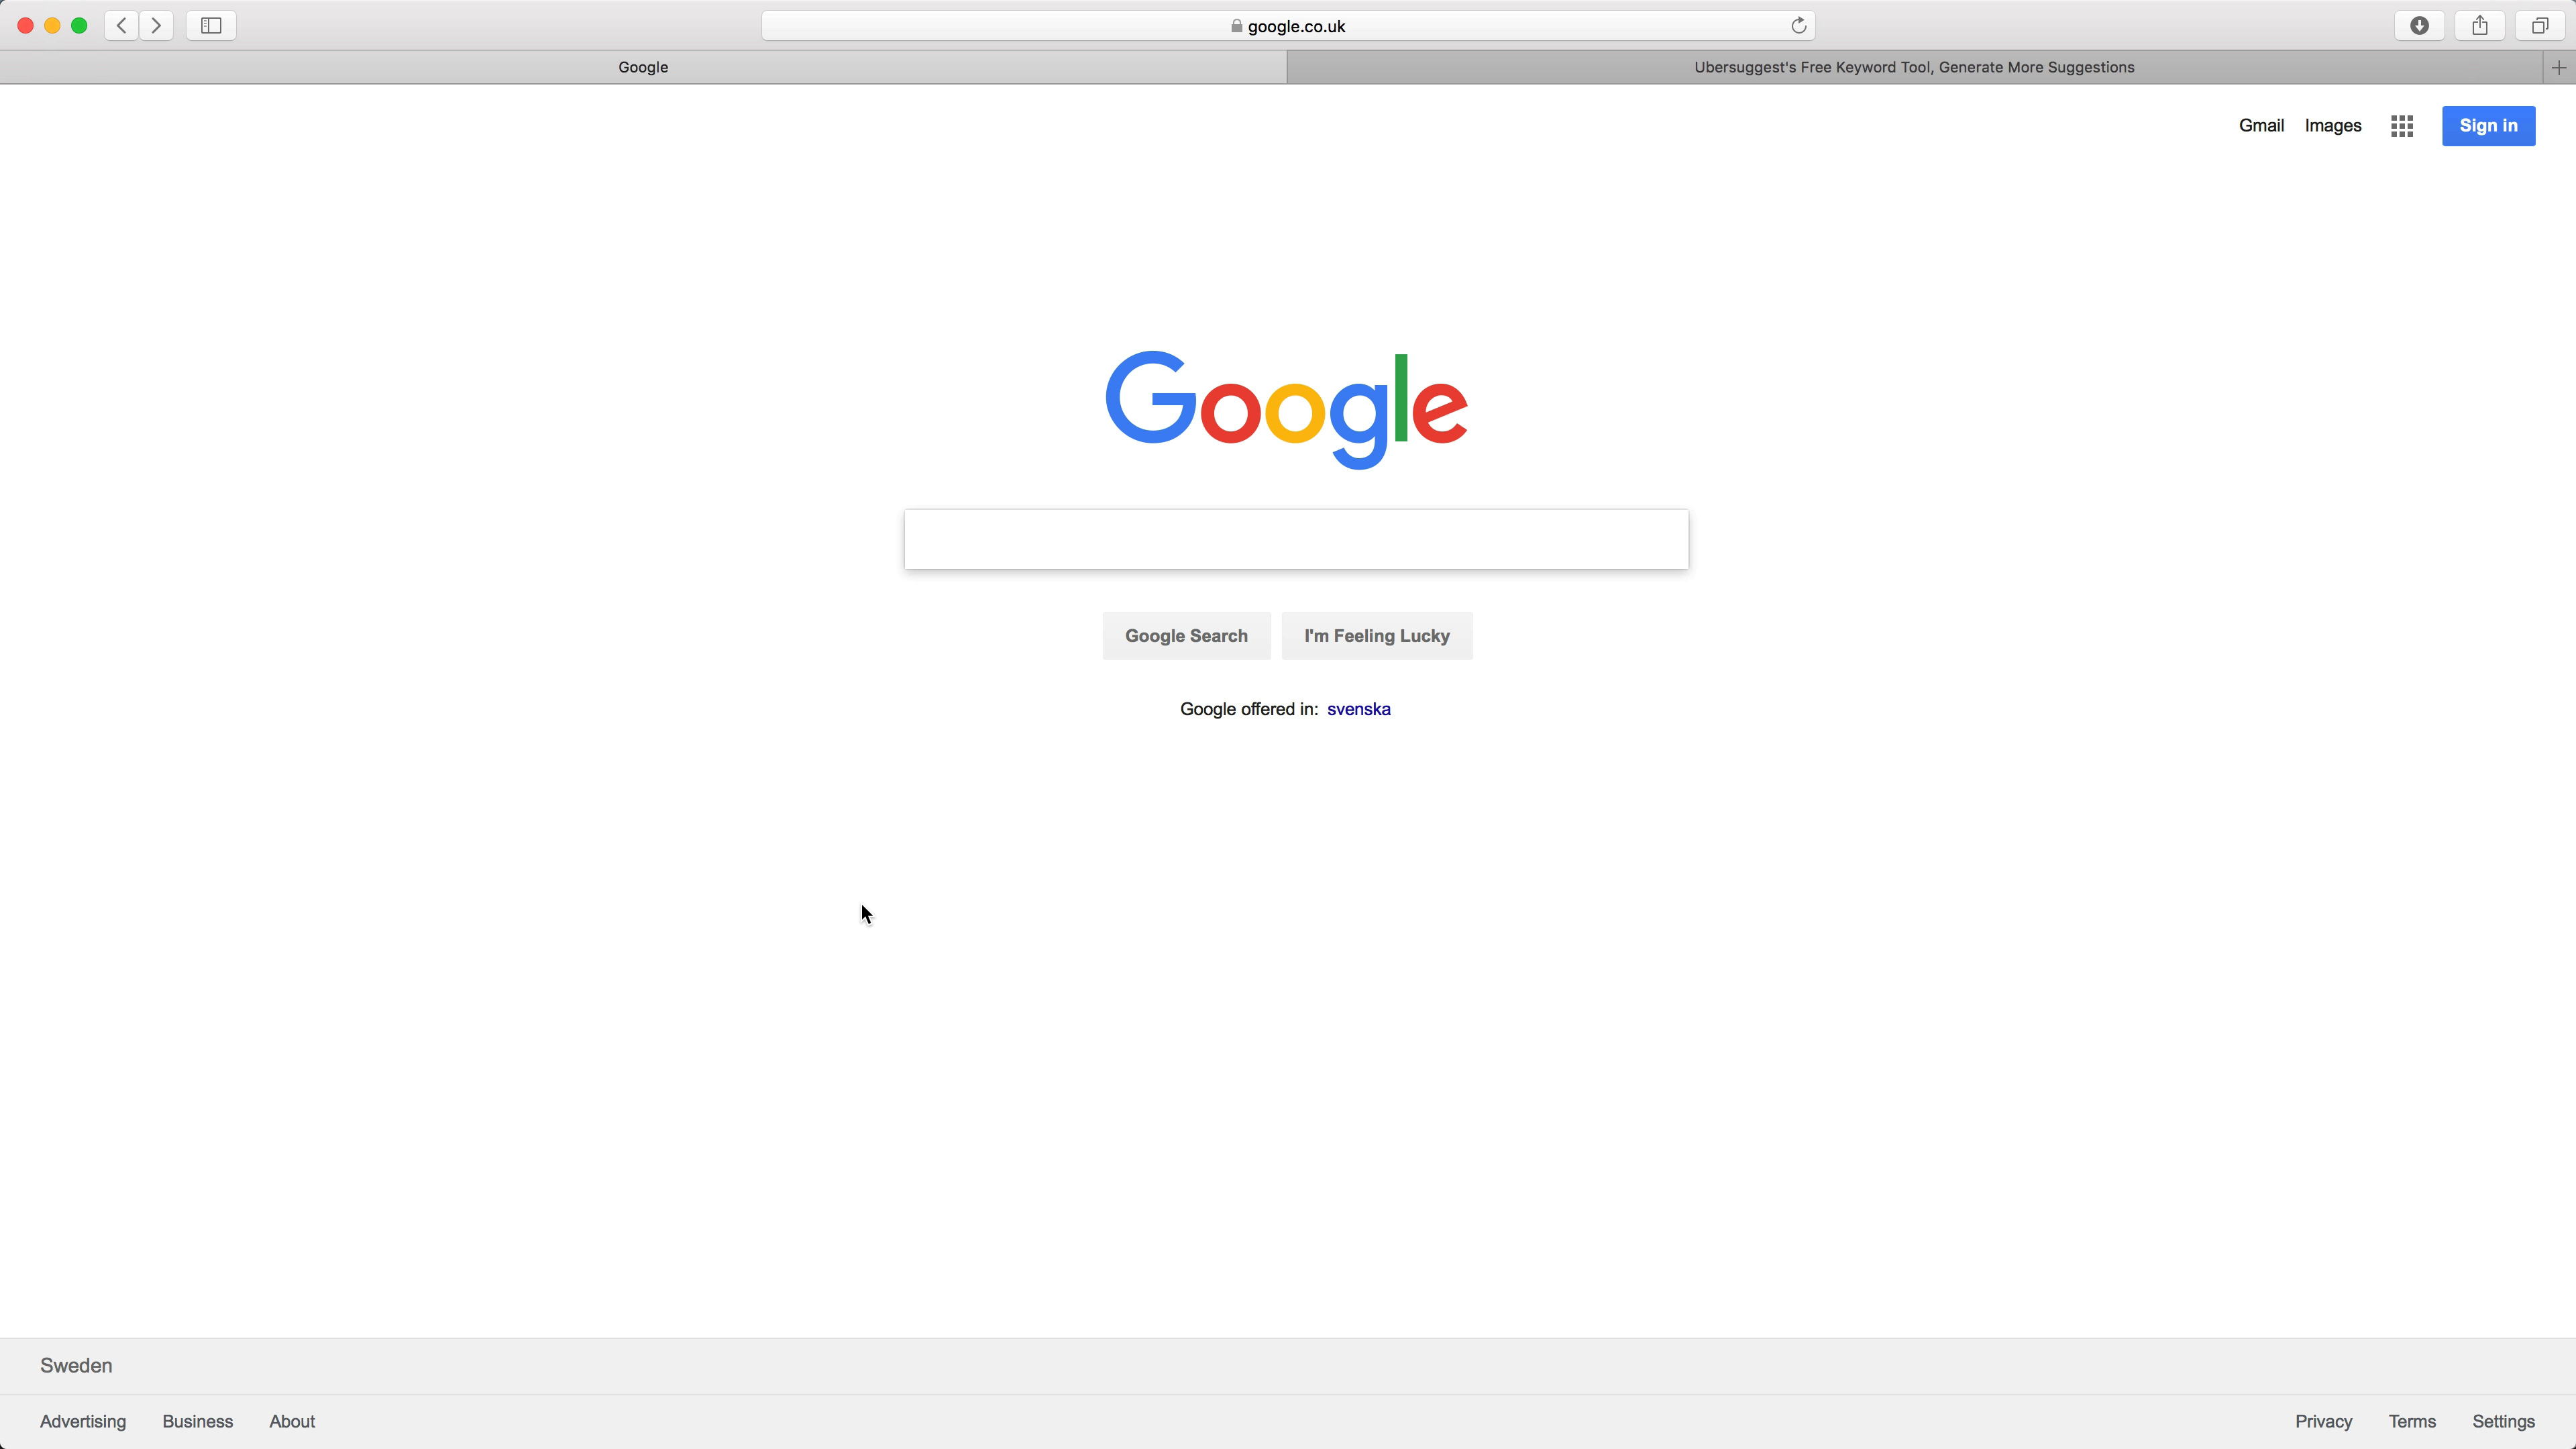 google.co.uk
Google
Ubersuggest's Free Keyword Tool, Generate More Suggestions
Gmail
Images
Sign in
Google
Google Search
I'm Feeling Lucky
Google offered in: svenska
Sweden
Advertising
Business
About
Privacy
Terms
Settings